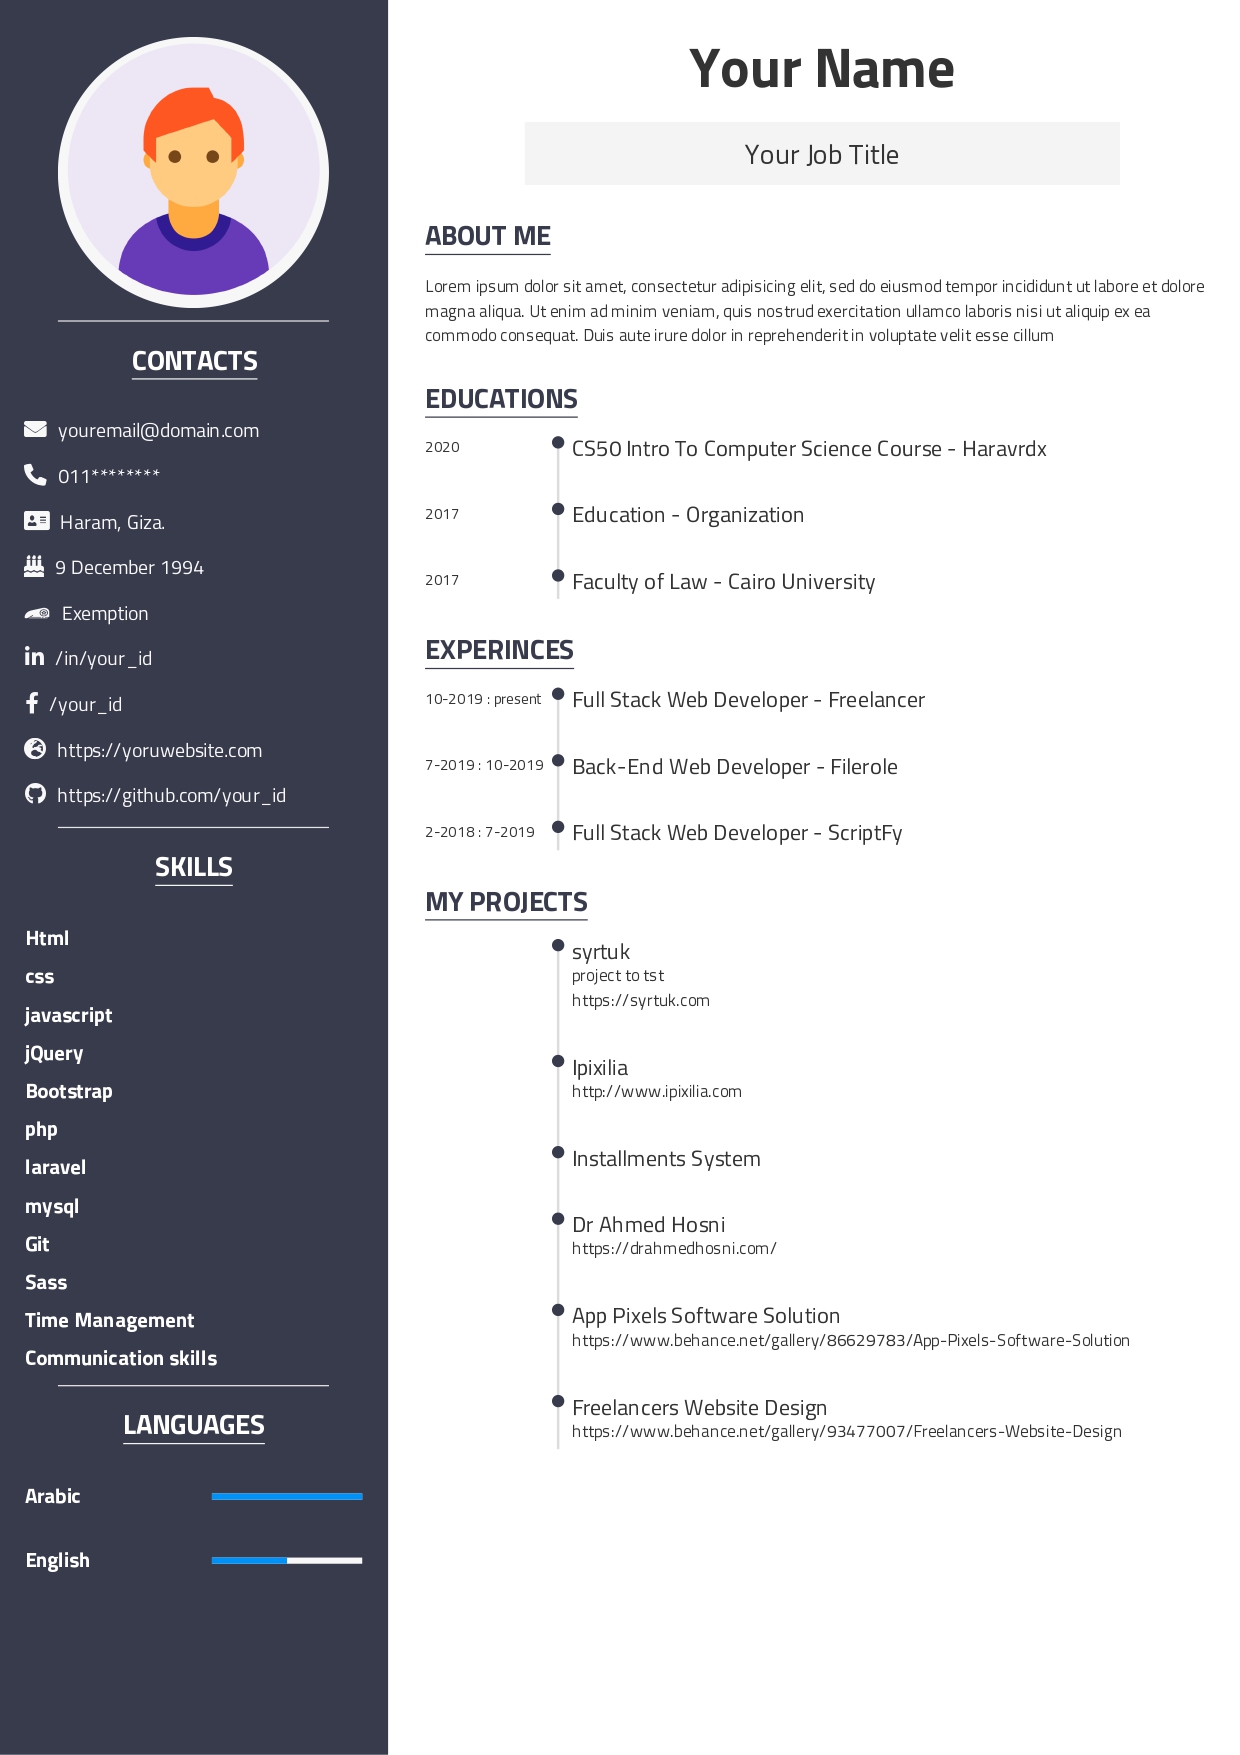 CONTACTS
youremail@domain.com
011********
Haram, Giza.
9 December 1994
Exemption
/in/your_id
/your_id
https://yoruwebsite.com
https://github.com/your_id
SKILLS
Html
css
javascript
jQuery
Bootstrap
php
laravel
mysql
Git
Sass
Time Management
Communication skills
LANGUAGES
Arabic
English
Your Name
Your Job Title
ABOUT ME
Lorem ipsum dolor sit amet, consectetur adipisicing elit, sed do eiusmod tempor incididunt ut labore et dolore
magna aliqua. Ut enim ad minim veniam, quis nostrud exercitation ullamco laboris nisi ut aliquip ex ea
commodo consequat. Duis aute irure dolor in reprehenderit in voluptate velit esse cillum
EDUCATIONS
2020 CS50 Intro To Computer Science Course - Haravrdx
2017 Education - Organization
2017 Faculty of Law - Cairo University
EXPERINCES
10-2019 : present Full Stack Web Developer - Freelancer
7-2019 : 10-2019 Back-End Web Developer - Filerole
2-2018 : 7-2019 Full Stack Web Developer - ScriptFy
MY PROJECTS
syrtuk
project to tst
https://syrtuk.com
Ipixilia
http://www.ipixilia.com
Installments System
Dr Ahmed Hosni
https://drahmedhosni.com/
App Pixels Software Solution
https://www.behance.net/gallery/86629783/App-Pixels-Software-Solution
Freelancers Website Design
https://www.behance.net/gallery/93477007/Freelancers-Website-Design